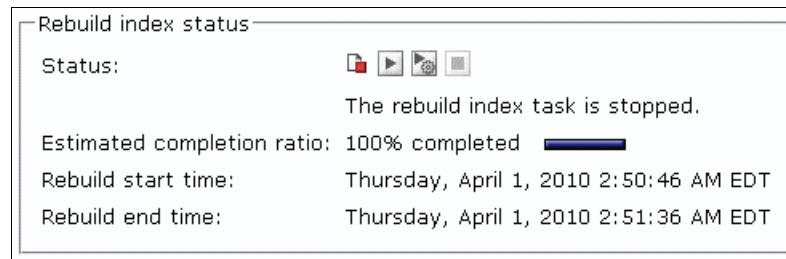 Rebuild index status
Status:
The rebuild index task is stopped.
Estimated completion ratio: 100% completed
Rebuild start time: Thursday, April 1, 2010 2:50:46 AM EDT
Rebuild end time: Thursday, April 1, 2010 2:51:36 AM EDT